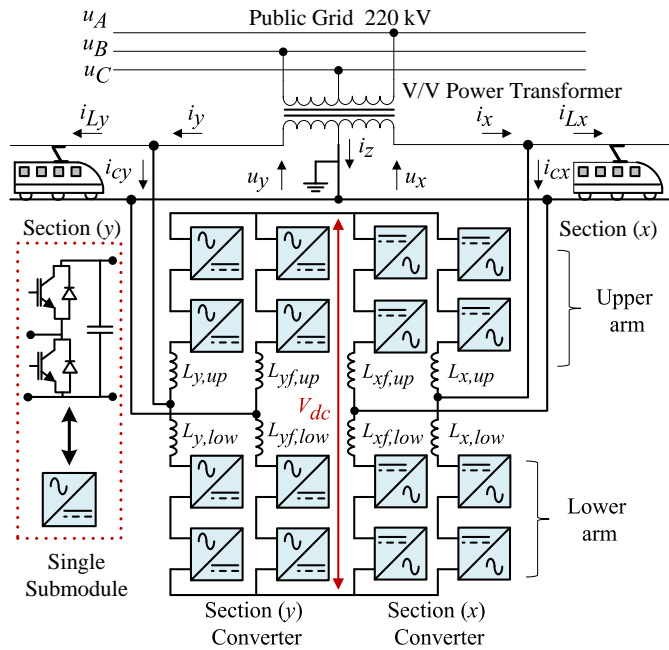 Public Grid 220 kV
u_A
u_B
u_C
V/V Power Transformer
i_Ly
i_y
i_z
i_x
i_Lx
i_cy
u_y
u_x
i_cx
Section (y)
Section (x)
Upper
arm
L_y,up
L_yf,up
L_xf,up
L_x,up
V_dc
L_y,low
L_yf,low
L_xf,low
L_x,low
Lower
arm
Single
Submodule
Section (y)
Converter
Section (x)
Converter